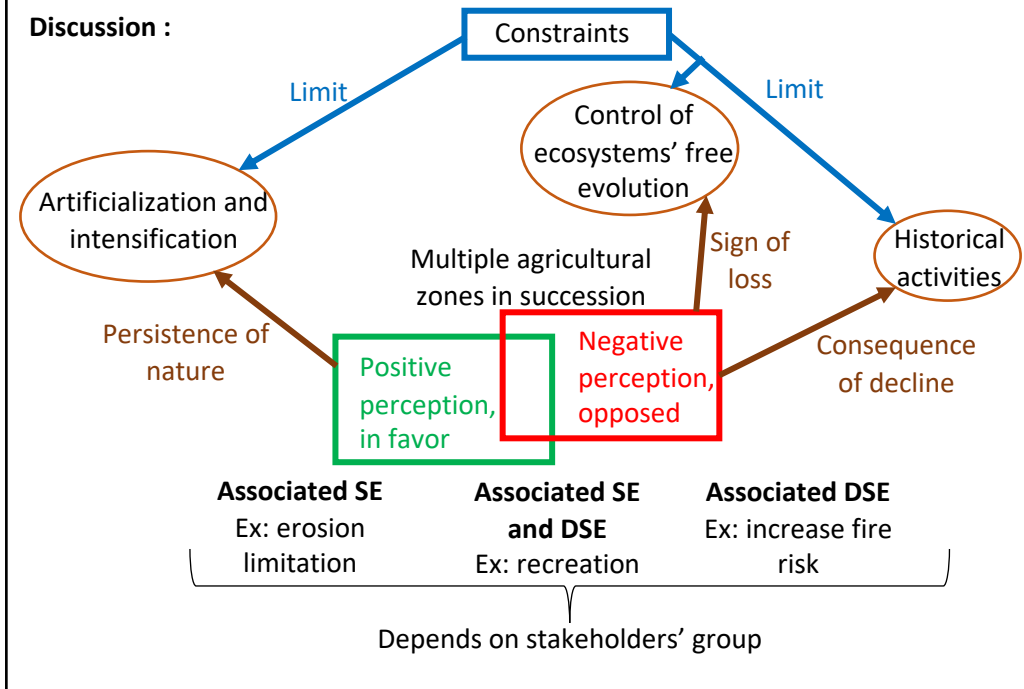 Discussion :
Constraints
Limit
Limit
Control of
ecosystems’ free
evolution
Artificialization and
intensification
Historical
activities
Sign of
loss
Multiple agricultural
zones in succession
Persistence of
nature
Positive
perception,
in favor
Negative
perception,
opposed
Consequence
of decline
Associated SE
Ex: erosion
limitation
Associated SE
and DSE
Ex: recreation
Associated DSE
Ex: increase fire
risk
Depends on stakeholders’ group